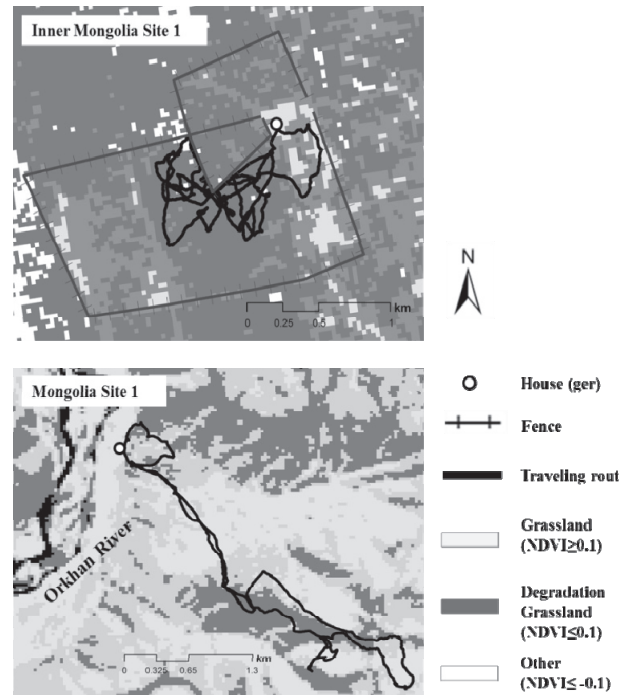 Inner Mongolia Site 1
km
0 0.25 0.5 1
N
Mongolia Site 1
Orkhan River
km
0 0.325 0.65 1.3
House (ger)
Fence
Traveling rout
Grassland
(NDVI≥0.1)
Degradation
Grassland
(NDVI≤0.1)
Other
(NDVI≤ -0.1)